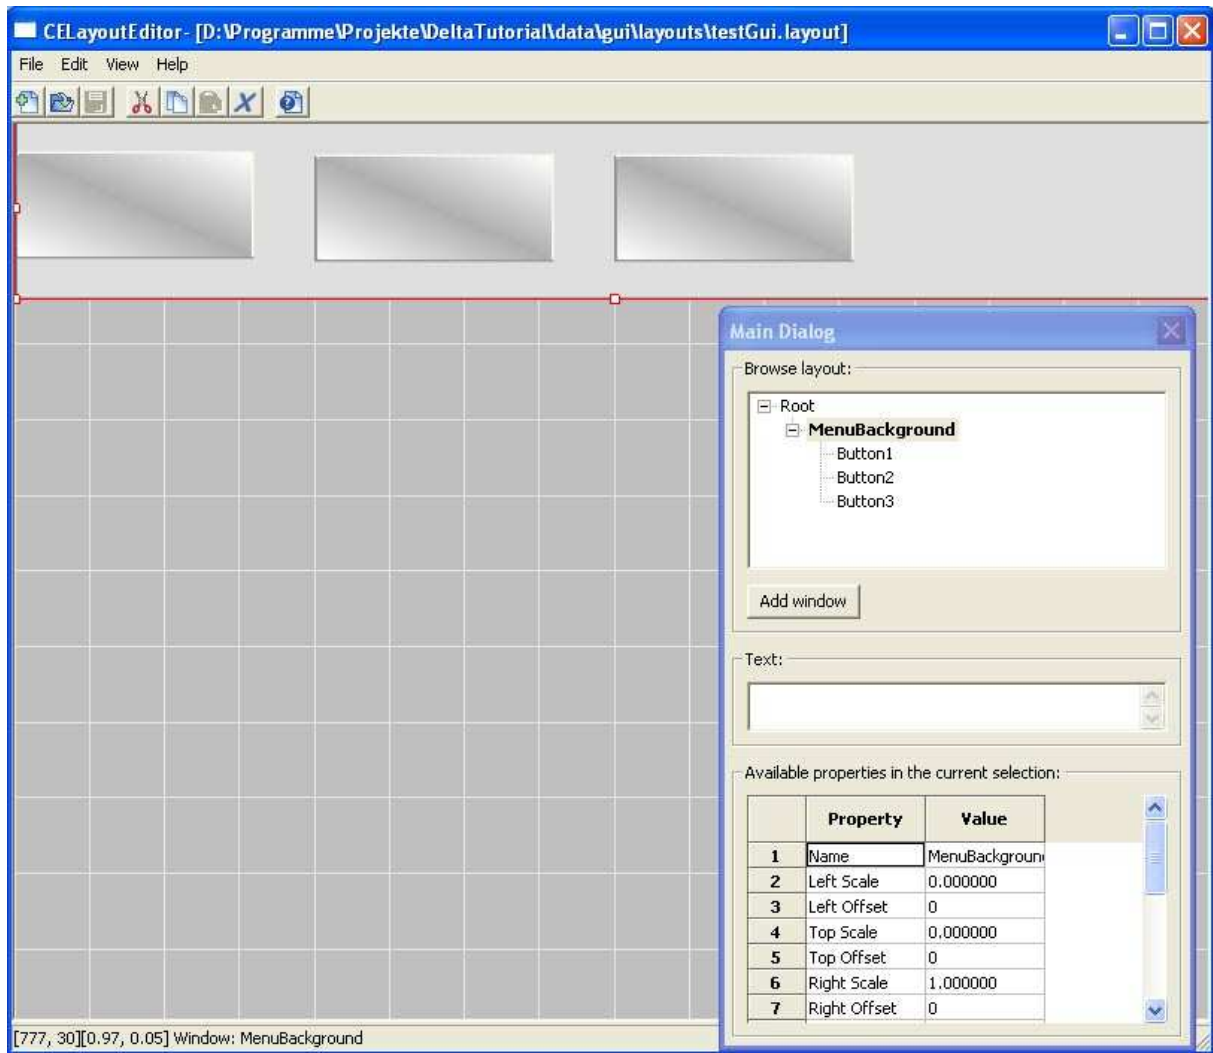 CELayoutEditor- [D:\Programme\Projekte\DeltaTutorial\data\gui\layouts\testGui.layout]
File Edit View Help
Main Dialog
Browse layout:
Root
MenuBackground
Button1
Button2
Button3
Add window
Text:
Available properties in the current selection:
Property Value
1 Name MenuBackgroun
2 Left Scale 0.000000
3 Left Offset 0
4 Top Scale 0.000000
5 Top Offset 0
6 Right Scale 1.000000
7 Right Offset 0
[777, 30][0.97, 0.05] Window: MenuBackground